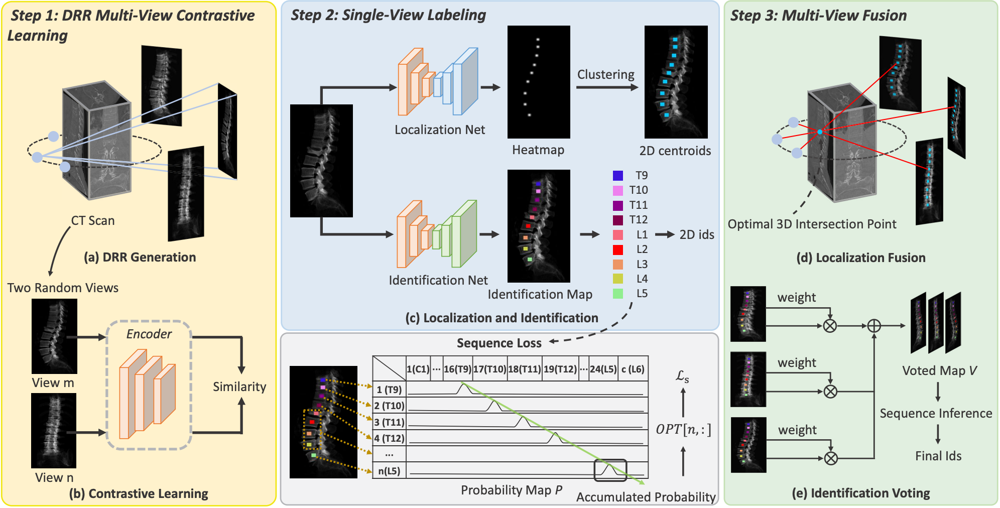 Step 1: DRR Multi-View Contrastive
Learning
CT Scan
(a) DRR Generation
Two Random Views
View m
View n
Encoder
Similarity
(b) Contrastive Learning
Step 2: Single-View Labeling
Localization Net
Heatmap
Clustering
2D centroids
Identification Net
Identification Map
T9
T10
T11
T12
L1
L2
L3
L4
L5
2D ids
(c) Localization and Identification
Sequence Loss
1(C1) ... 16(T9) 17(T10) 18(T11) 19(T12) ... 24(L5) c (L6)
1 (T9)
2 (T10)
3 (T11)
4 (T12)
...
n(L5)
Probability Map P
ℒs
OPT[n,:]
Accumulated Probability
Step 3: Multi-View Fusion
Optimal 3D Intersection Point
(d) Localization Fusion
weight
weight
weight
Voted Map V
Sequence Inference
Final Ids
(e) Identification Voting